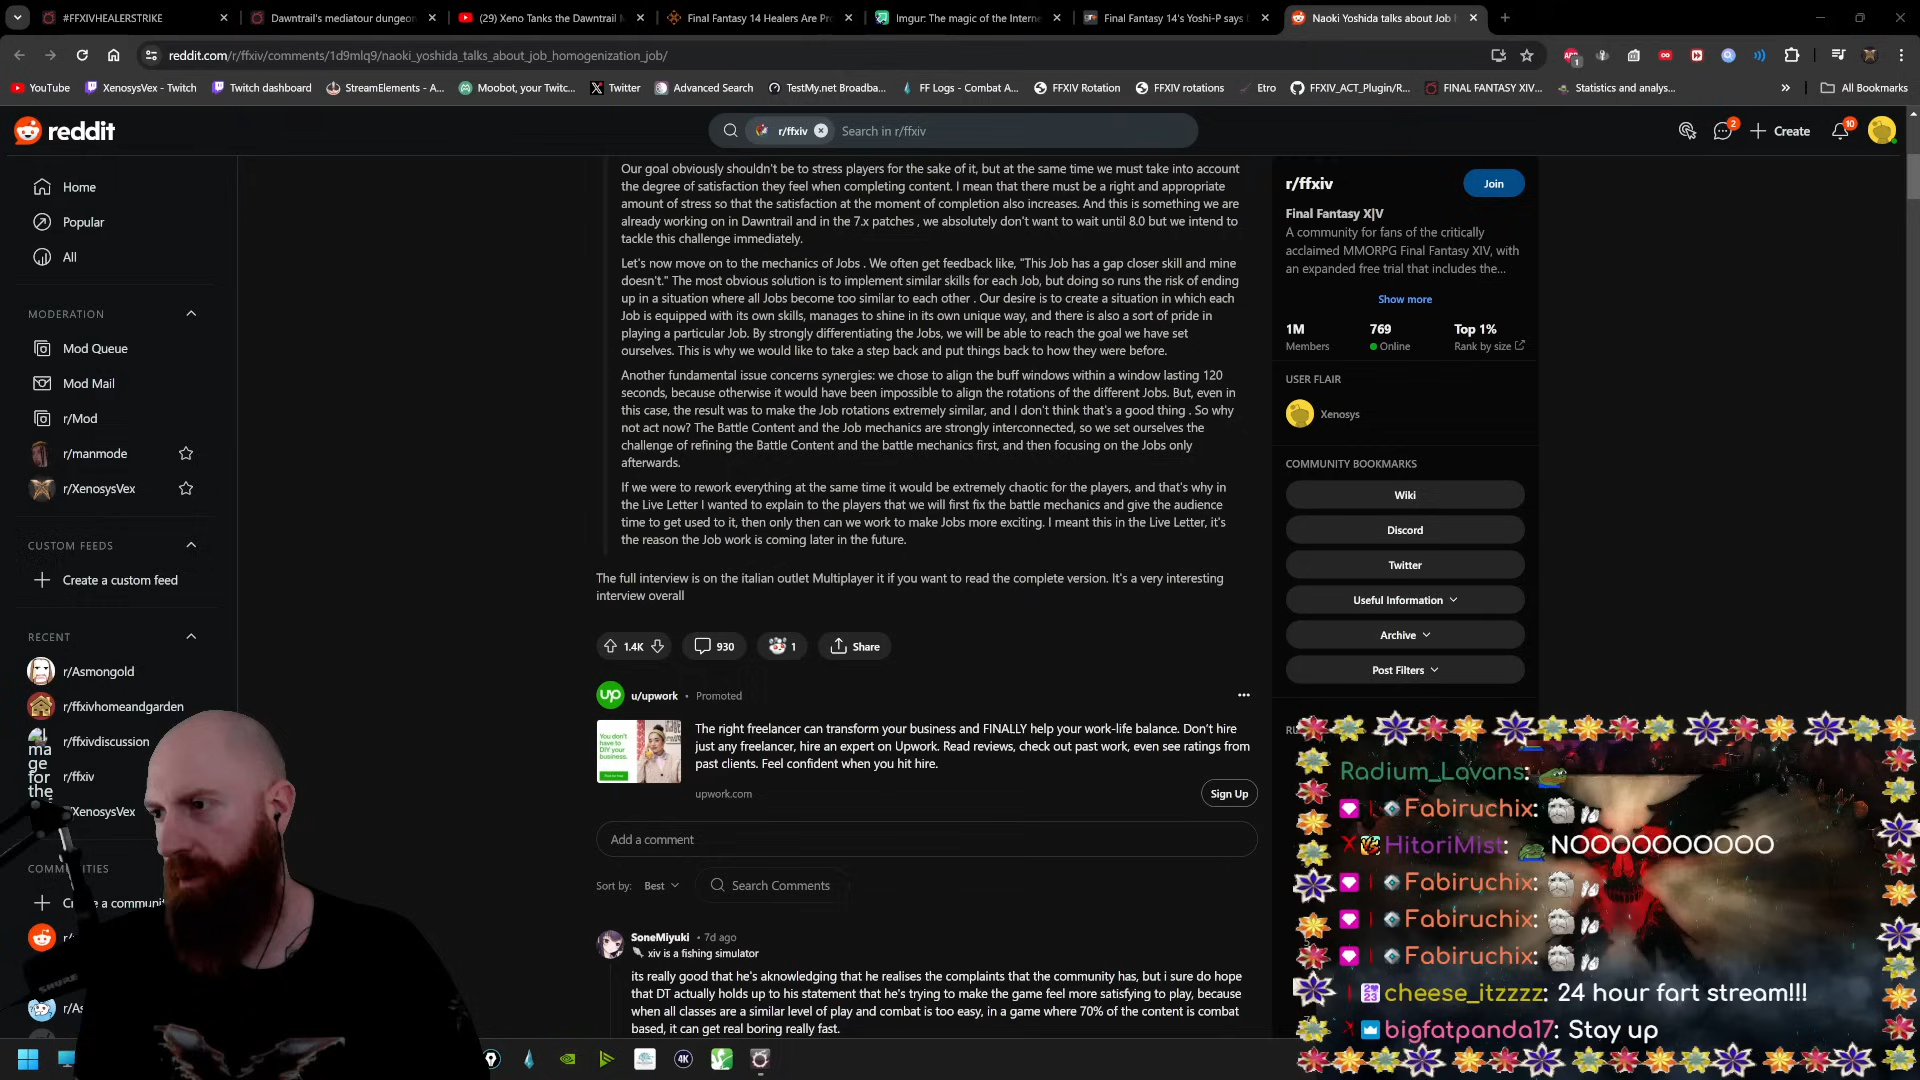 #FFXIVHEALERSTRIKE
Dawntrail's mediatour dungeon
(29) Xeno Tanks the Dawntrail M
Final Fantasy 14 Healers Are Pr
Imgur: The magic of the Interne
Final Fantasy 14's Yoshi-P says
Naoki Yoshida talks about Job H
reddit.com/r/ffxiv/comments/1d9mlq9/naoki_yoshida_talks_about_job_homogenization_job/
YouTube
XenosysVex - Twitch
Twitch dashboard
StreamElements - A...
Moobot, your Twitc...
Twitter
Advanced Search
TestMy.net Broadba...
FF Logs - Combat A...
FFXIV Rotation
FFXIV rotations
Etro
FFXIV_ACT_Plugin/R...
FINAL FANTASY XIV...
Statistics and analys...
All Bookmarks
reddit
r/ffxiv
Search in r/ffxiv
2
Create
10
Home
Popular
All
MODERATION
Mod Queue
Mod Mail
r/Mod
r/manmode
r/XenosysVex
CUSTOM FEEDS
Create a custom feed
RECENT
r/Asmongold
r/ffxivhomeandgarden
r/ffxivdiscussion
r/ffxiv
XenosysVex
COMMUNITIES
Our goal obviously shouldn't be to stress players for the sake of it, but at the same time we must take into account
the degree of satisfaction they feel when completing content. I mean that there must be a right and appropriate
amount of stress so that the satisfaction at the moment of completion also increases. And this is something we are
already working on in Dawntrail and in the 7.x patches , we absolutely don't want to wait until 8.0 but we intend to
tackle this challenge immediately.
Let's now move on to the mechanics of Jobs . We often get feedback like, "This Job has a gap closer skill and mine
doesn't." The most obvious solution is to implement similar skills for each Job, but doing so runs the risk of ending
up in a situation where all Jobs become too similar to each other . Our desire is to create a situation in which each
Job is equipped with its own skills, manages to shine in its own unique way, and there is also a sort of pride in
playing a particular Job. By strongly differentiating the Jobs, we will be able to reach the goal we have set
ourselves. This is why we would like to take a step back and put things back to how they were before.
Another fundamental issue concerns synergies: we chose to align the buff windows within a window lasting 120
seconds, because otherwise it would have been impossible to align the rotations of the different Jobs. But, even in
this case, the result was to make the Job rotations extremely similar, and I don't think that's a good thing . So why
not act now? The Battle Content and the Job mechanics are strongly interconnected, so we set ourselves the
challenge of refining the Battle Content and the battle mechanics first, and then focusing on the Jobs only
afterwards.
If we were to rework everything at the same time it would be extremely chaotic for the players, and that's why in
the Live Letter I wanted to explain to the players that we will first fix the battle mechanics and give the audience
time to get used to it, then only then can we work to make Jobs more exciting. I meant this in the Live Letter, it's
the reason the Job work is coming later in the future.
The full interview is on the italian outlet Multiplayer it if you want to read the complete version. It's a very interesting
interview overall
1.4K
930
1
Share
u/upwork • Promoted
The right freelancer can transform your business and FINALLY help your work-life balance. Don't hire
just any freelancer, hire an expert on Upwork. Read reviews, check out past work, even see ratings from
past clients. Feel confident when you hit hire.
upwork.com
Sign Up
Add a comment
Sort by: Best
Search Comments
SoneMiyuki • 7d ago
xiv is a fishing simulator
its really good that he's aknowledging that he realises the complaints that the community has, but i sure do hope
that DT actually holds up to his statement that he's trying to make the game feel more satisfying to play, because
when all classes are a similar level of play and combat is too easy, in a game where 70% of the content is combat
based, it can get real boring really fast.
r/ffxiv
Join
Final Fantasy X|V
A community for fans of the critically
acclaimed MMORPG Final Fantasy XIV, with
an expanded free trial that includes the...
Show more
1M
Members
769
Online
Top 1%
Rank by size
USER FLAIR
Xenosys
COMMUNITY BOOKMARKS
Wiki
Discord
Twitter
Useful Information
Archive
Post Filters
Radium_Lovans:
Fabiruchix:
HitoriMist: NOOOOOOOOOO
Fabiruchix:
Fabiruchix:
Fabiruchix:
cheese_itzzzz: 24 hour fart stream!!!
bigfatpanda17: Stay up